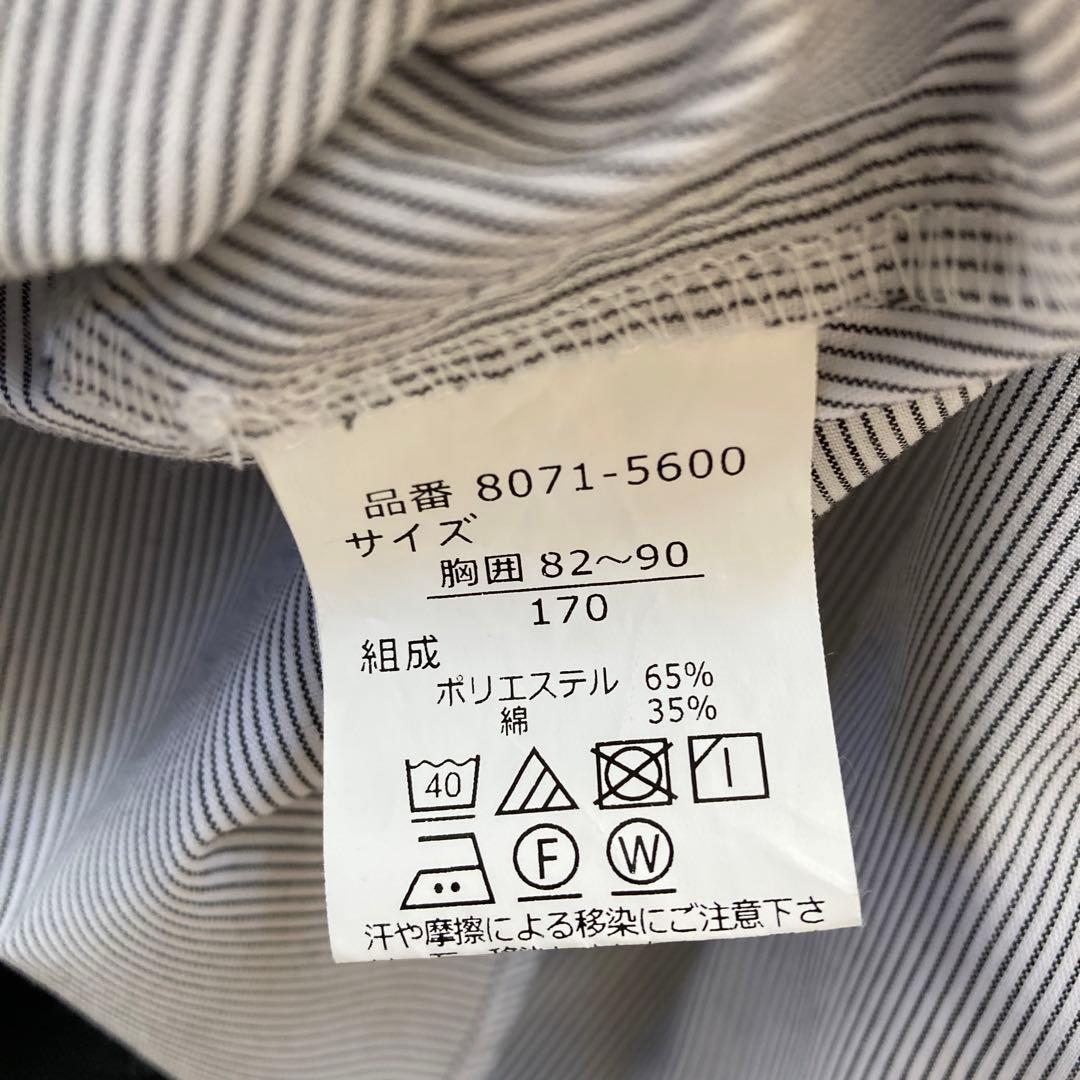 品番 8071-5600
サイズ
胸囲 82～90
170
組成
ポリエステル 65%
綿 35%
40
F W
汗や摩擦による移染にご注意下さ